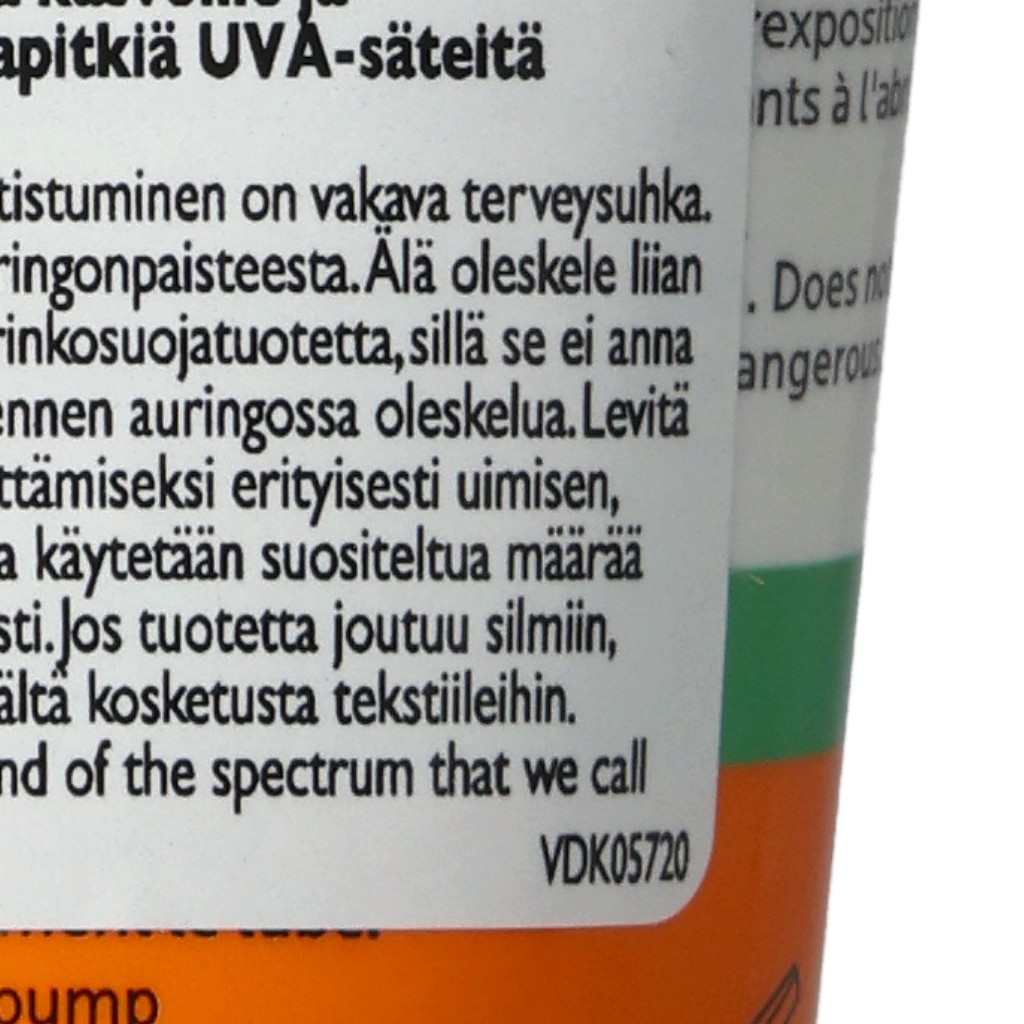 apitkiä UVA-säteitä
tistuminen on vakava terveysuhka.
ringonpaisteesta. Älä oleskele liian
rinkosuojatuotetta, sillä se ei anna
ennen auringossa oleskelua. Levitä
ttämiseksi erityisesti uimisen,
a käytetään suositeltua määrää
sti. Jos tuotetta joutuu silmiin,
ältä kosketusta tekstiileihin.
nd of the spectrum that we call
VDK05720
pump
exposition
nts à l'ab
. Does no
angerous